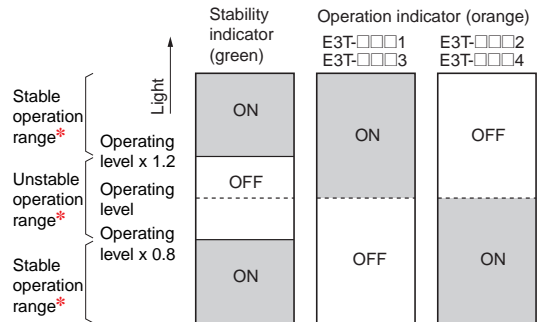 Stability
indicator
(green)
Operation indicator (orange)
E3T-□□□1
E3T-□□□3
E3T-□□□2
E3T-□□□4
Light
Stable
operation
range*
Unstable
operation
range*
Stable
operation
range*
Operating
level x 1.2
Operating
level
Operating
level x 0.8
ON
OFF
ON
ON
OFF
OFF
ON